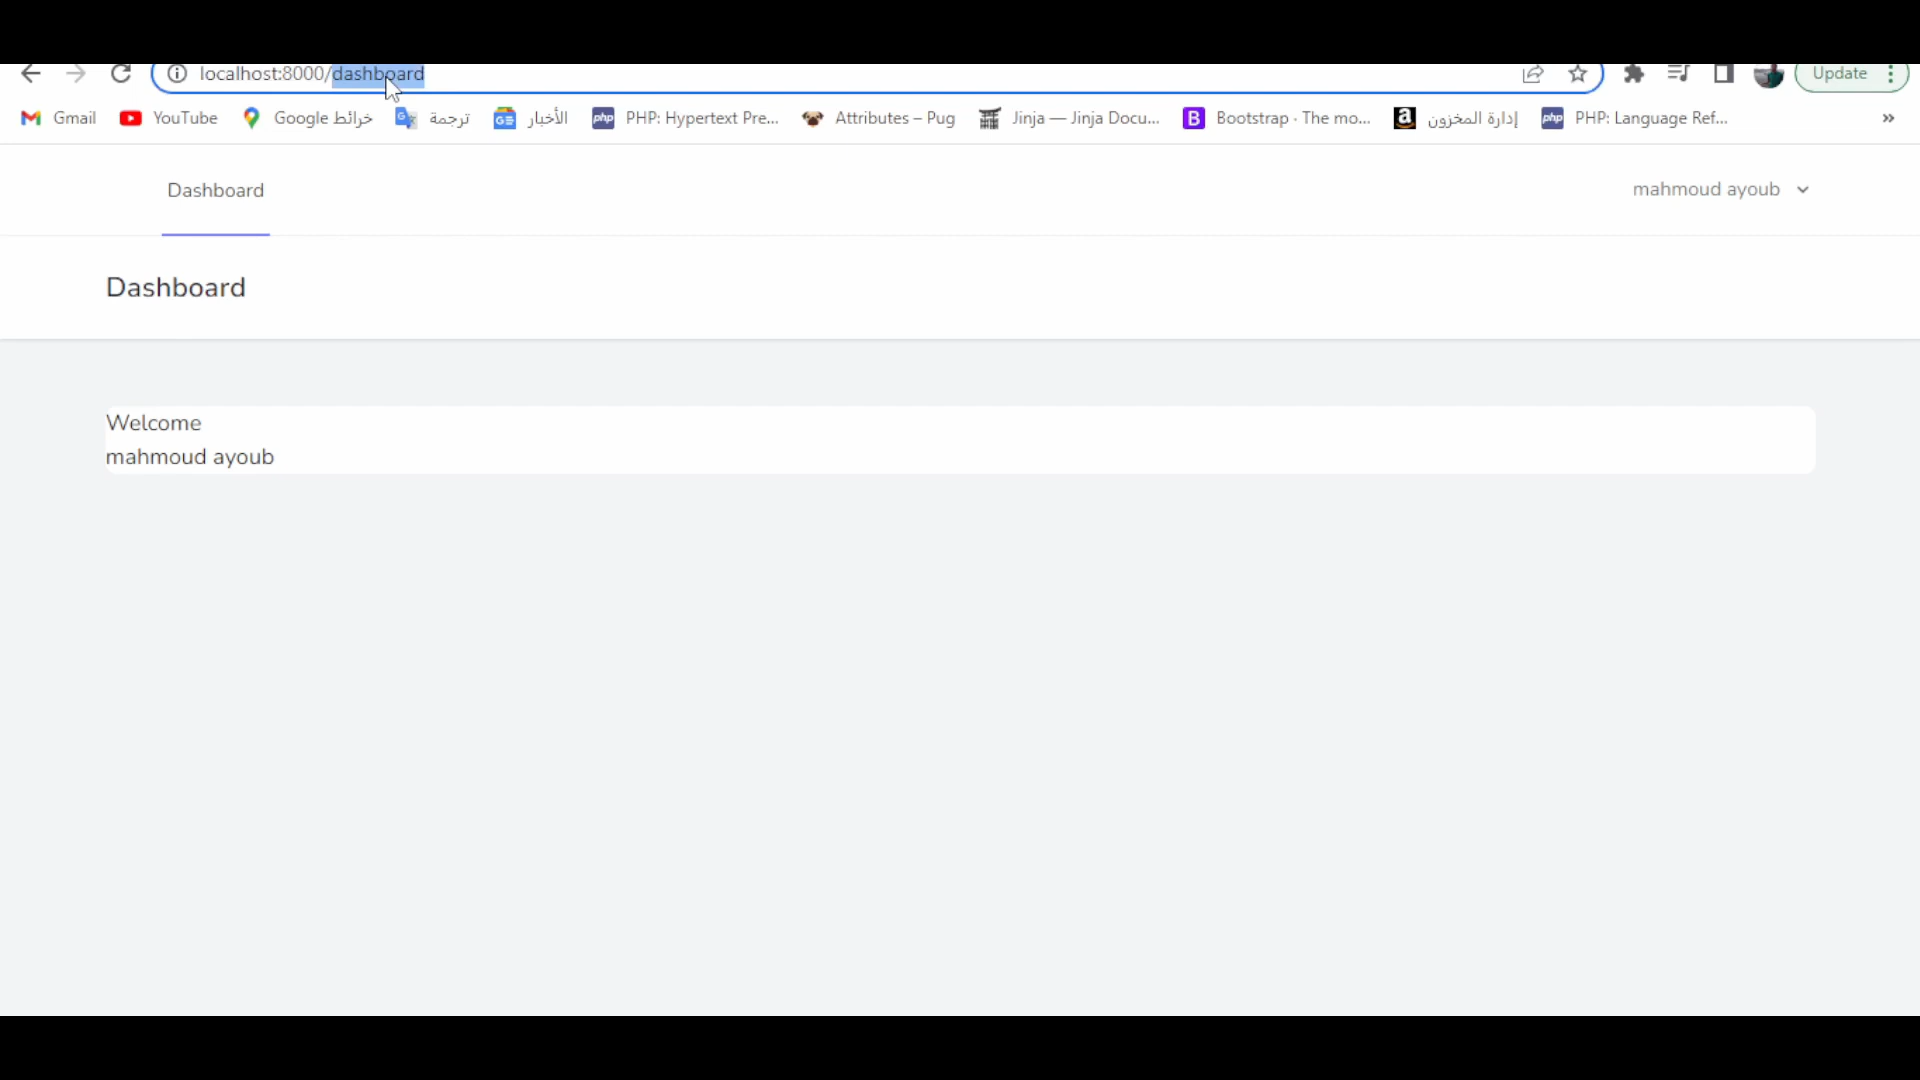 localhost:8000/dashboard
Update
Gmail
YouTube
خرائط Google
ترجمة
الأخبار
PHP: Hypertext Pre...
Attributes – Pug
Jinja — Jinja Docu...
Bootstrap · The mo...
إدارة المخزون
PHP: Language Ref...
Dashboard
mahmoud ayoub
Dashboard
Welcome
mahmoud ayoub